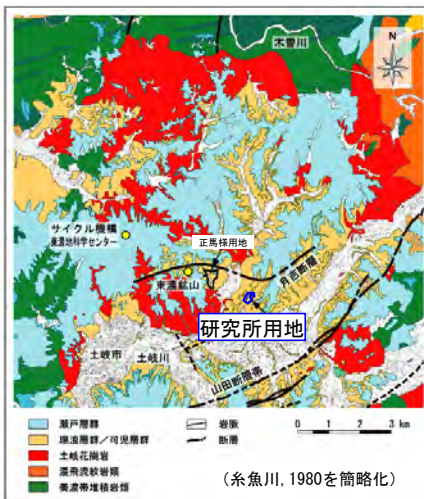 木曽川
N
サイクル機構
東濃地科学センター
正馬様用地
東濃鉱山
月吉断層
研究所用地
土岐市
土岐川
山田断層帯
瀬戸層群
瑞浪層群／可児層群
土岐花崗岩
濃飛流紋岩類
美濃帯堆積岩類
岩脈
断層
0 1 2 3 km
(糸魚川, 1980を簡略化)